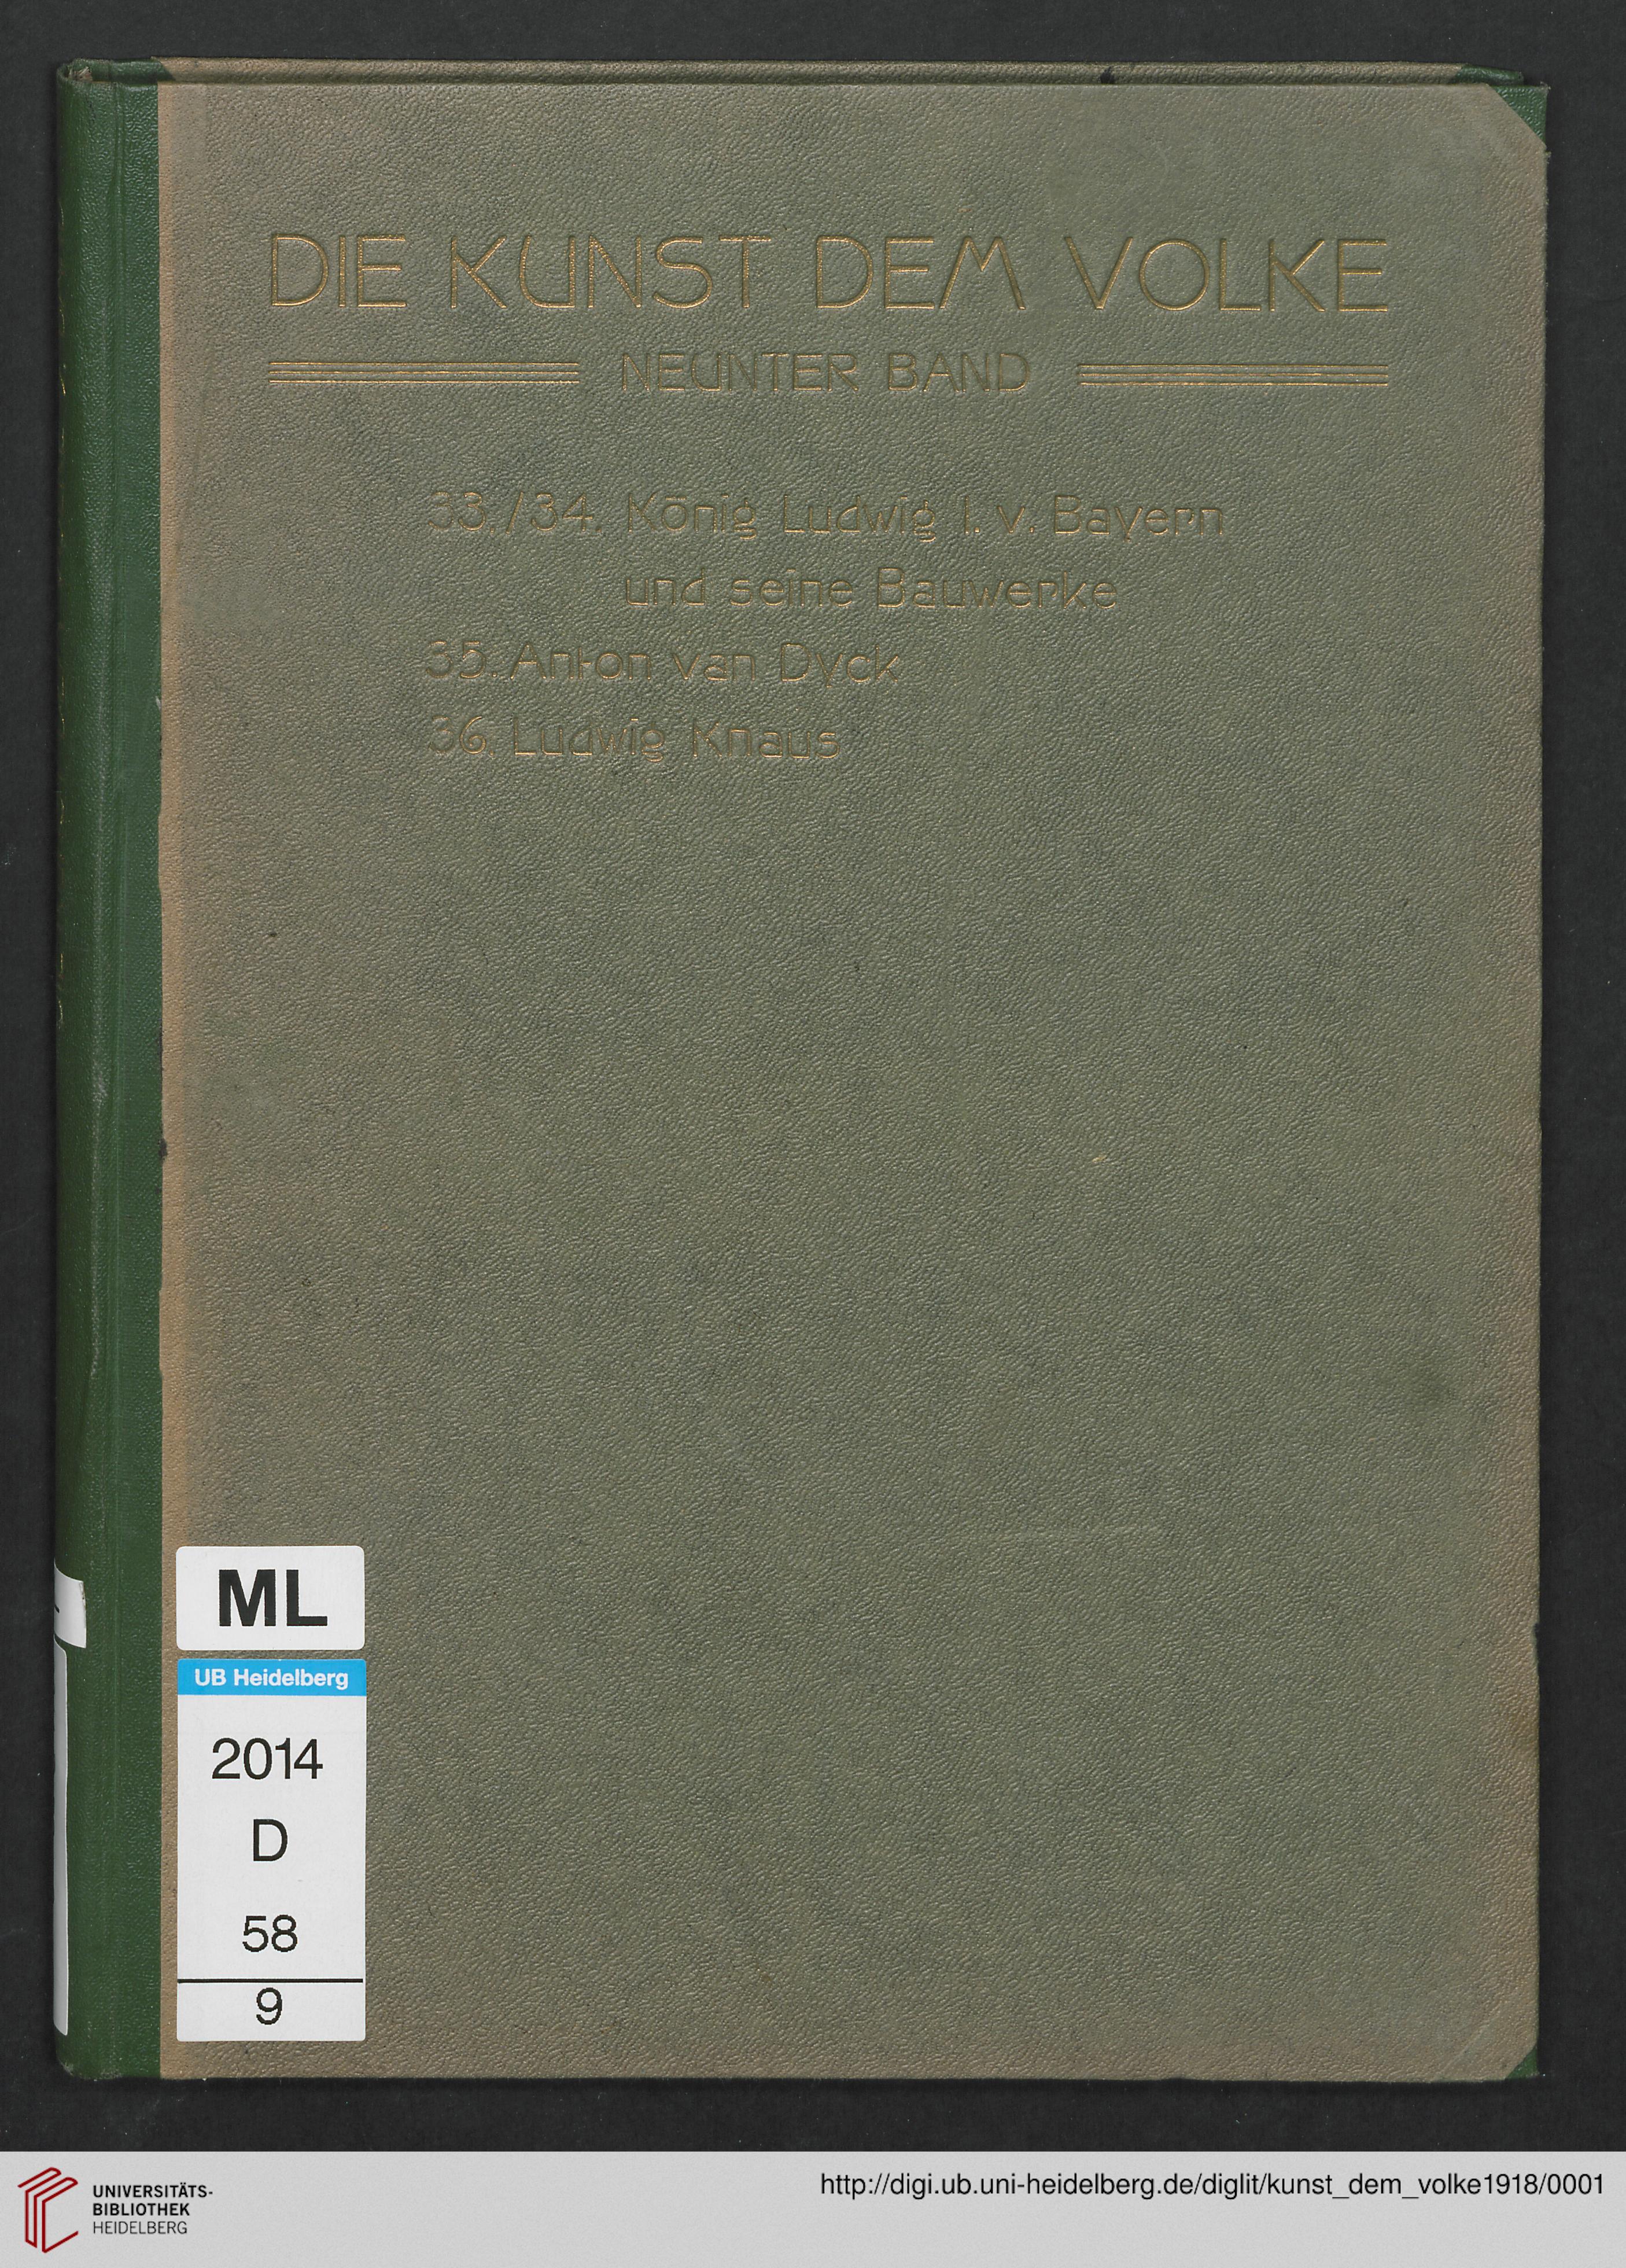 DIE KUNST DEM VOLKE
NEUNTER BAND
33./34. König Ludwig I. v. Bayern
und seine Bauwerke
35. Anton van Dyck
36. Ludwig Knaus
ML
UB Heidelberg
2014
D
58
9
UNIVERSITÄTS-
BIBLIOTHEK
HEIDELBERG
http://digi.ub.uni-heidelberg.de/diglit/kunst_dem_volke1918/0001